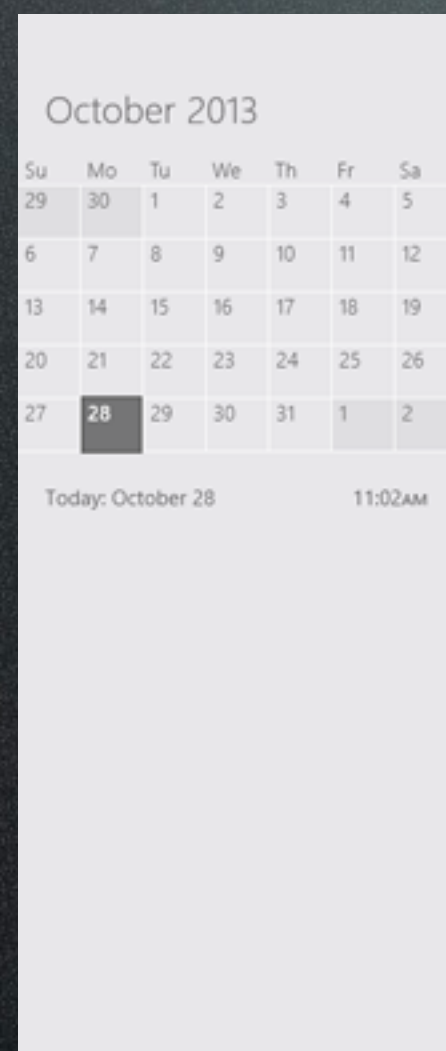 October 2013
Su Mo Tu We Th Fr Sa
29 30 1 2 3 4 5
6 7 8 9 10 11 12
13 14 15 16 17 18 19
20 21 22 23 24 25 26
27 28 29 30 31 1 2
Today: October 28 11:02AM